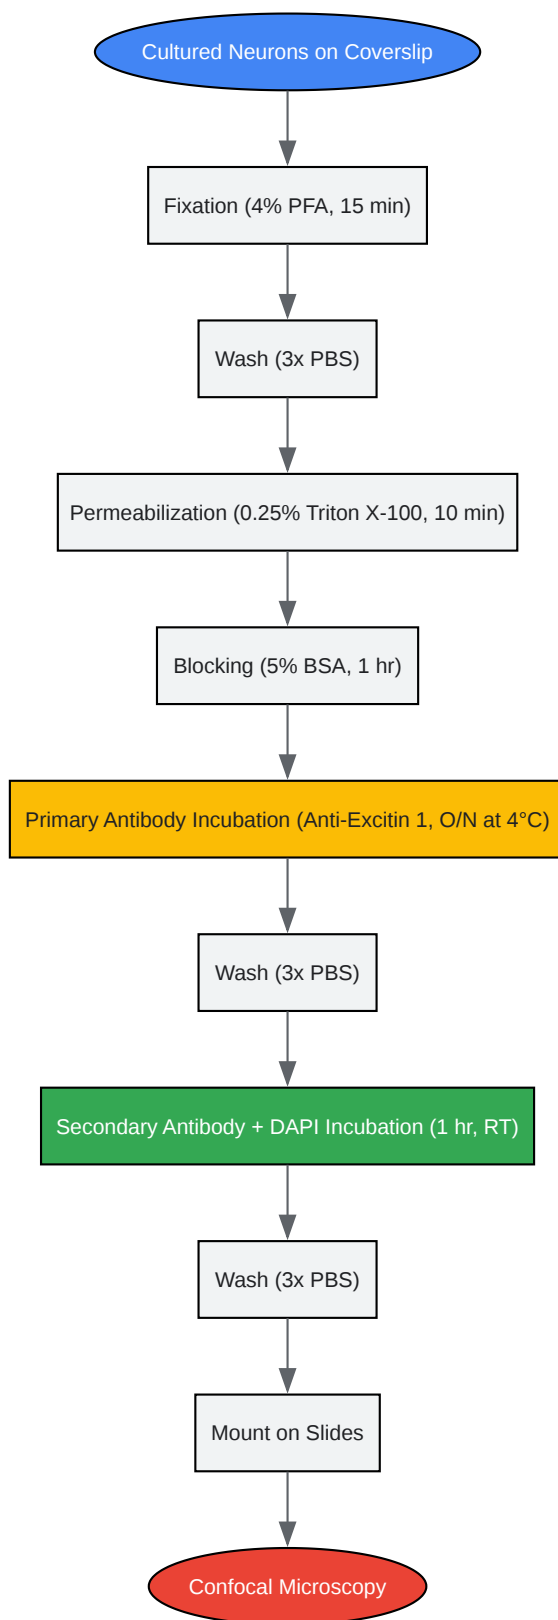 Cultured Neurons on Coverslip
Fixation (4% PFA, 15 min)
Wash (3x PBS)
Permeabilization (0.25% Triton X-100, 10 min)
Blocking (5% BSA, 1 hr)
Primary Antibody Incubation (Anti-Excitin 1, O/N at 4°C)
Wash (3x PBS)
Secondary Antibody + DAPI Incubation (1 hr, RT)
Wash (3x PBS)
Mount on Slides
Confocal Microscopy